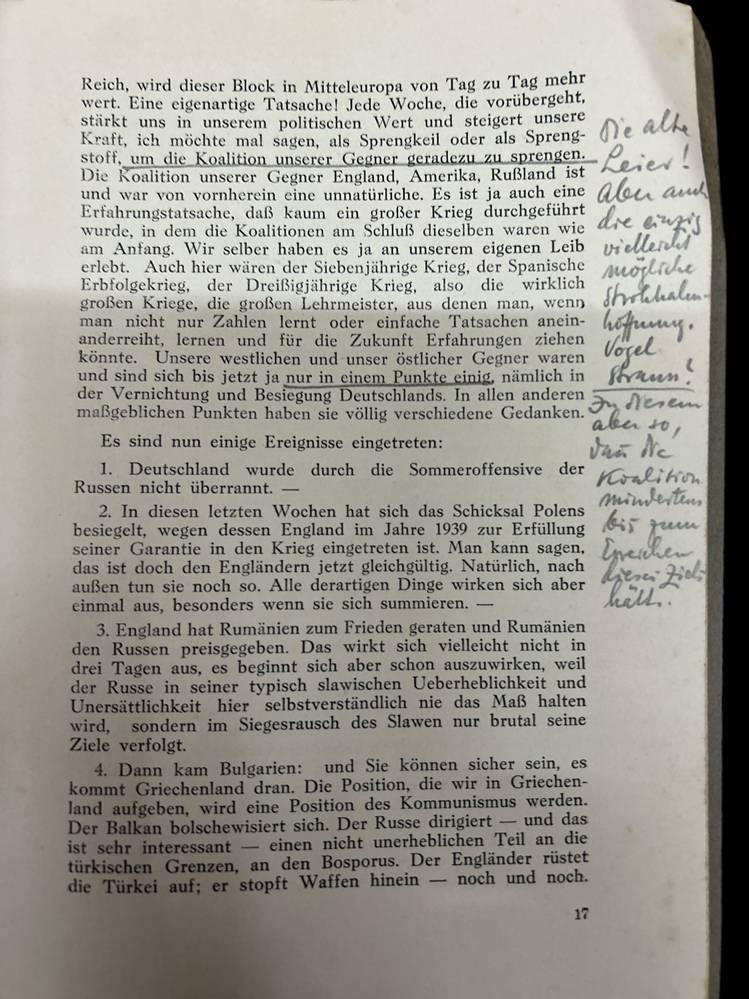 Reich, wird dieser Block in Mitteleuropa von Tag zu Tag mehr
wert. Eine eigenartige Tatsache! Jede Woche, die vorübergeht,
stärkt uns in unserem politischen Wert und steigert unsere
Kraft, ich möchte mal sagen, als Sprengkeil oder als Spreng-
stoff, um die Koalition unserer Gegner geradezu zu sprengen.
Die Koalition unserer Gegner England, Amerika, Rußland ist
und war von vornherein eine unnatürliche. Es ist ja auch eine
Erfahrungstatsache, daß kaum ein großer Krieg durchgeführt
wurde, in dem die Koalitionen am Schluß dieselben waren wie
am Anfang. Wir selber haben es ja an unserem eigenen Leib
erlebt. Auch hier wären der Siebenjährige Krieg, der Spanische
Erbfolgekrieg, der Dreißigjährige Krieg, also die wirklich
großen Kriege, die großen Lehrmeister, aus denen man, wenn
man nicht nur Zahlen lernt oder einfache Tatsachen anein-
anderreiht, lernen und für die Zukunft Erfahrungen ziehen
könnte. Unsere westlichen und unser östlicher Gegner waren
und sind sich bis jetzt ja nur in einem Punkte einig, nämlich in
der Vernichtung und Besiegung Deutschlands. In allen anderen
maßgeblichen Punkten haben sie völlig verschiedene Gedanken.
Es sind nun einige Ereignisse eingetreten:
1. Deutschland wurde durch die Sommeroffensive der
Russen nicht überrannt. —
2. In diesen letzten Wochen hat sich das Schicksal Polens
besiegelt, wegen dessen England im Jahre 1939 zur Erfüllung
seiner Garantie in den Krieg eingetreten ist. Man kann sagen,
das ist doch den Engländern jetzt gleichgültig. Natürlich, nach
außen tun sie noch so. Alle derartigen Dinge wirken sich aber
einmal aus, besonders wenn sie sich summieren. —
3. England hat Rumänien zum Frieden geraten und Rumänien
den Russen preisgegeben. Das wirkt sich vielleicht nicht in
drei Tagen aus, es beginnt sich aber schon auszuwirken, weil
der Russe in seiner typisch slawischen Ueberheblichkeit und
Unersättlichkeit hier selbstverständlich nie das Maß halten
wird, sondern im Siegesrausch des Slawen nur brutal seine
Ziele verfolgt.
4. Dann kam Bulgarien: und Sie können sicher sein, es
kommt Griechenland dran. Die Position, die wir in Griechen-
land aufgeben, wird eine Position des Kommunismus werden.
Der Balkan bolschewisiert sich. Der Russe dirigiert — und das
ist sehr interessant — einen nicht unerheblichen Teil an die
türkischen Grenzen, an den Bosporus. Der Engländer rüstet
die Türkei auf; er stopft Waffen hinein — noch und noch.
17
Die alte
Leier!
Aber auch
die einzig
vielleicht
mögliche
Strohhalm-
hoffnung.
Vogel
Strauß!
In diesem
aber so,
daß die
Koalition
mindestens
bis zum
Erreichen
dieses Ziels
hält.